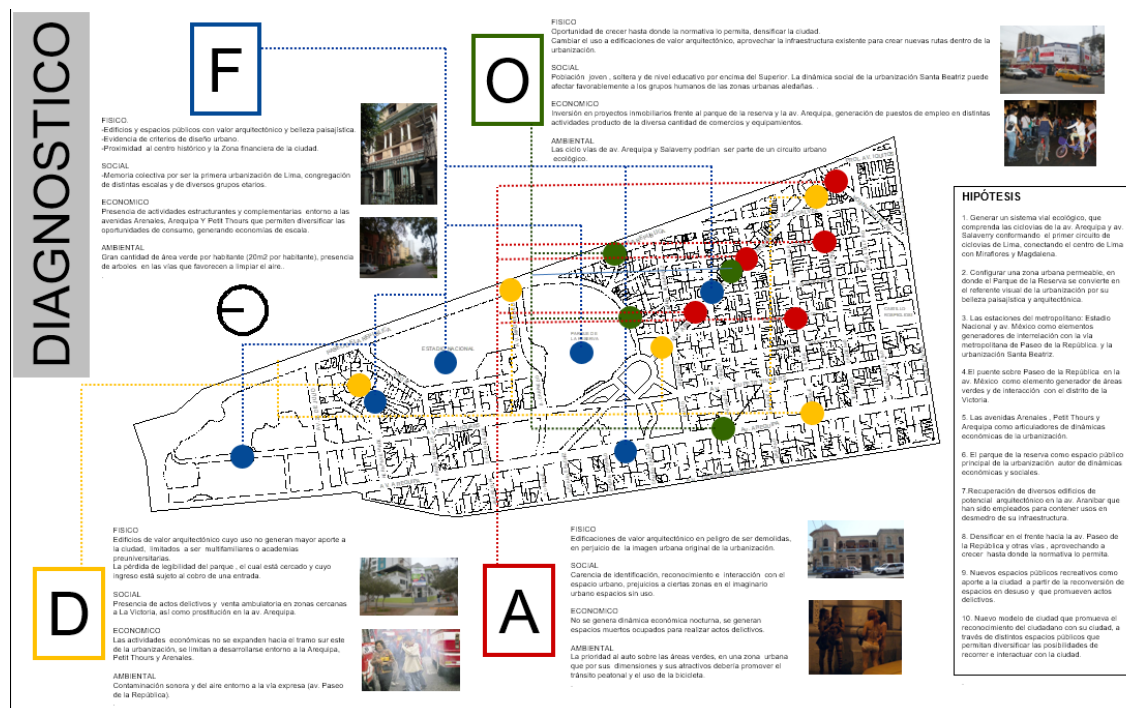 DIAGNOSTICO
F
FISICO.
-Edificios y espacios públicos con valor arquitectónico y belleza paisajística.
-Evidencia de criterios de diseño urbano.
-Proximidad al centro histórico y la Zona financiera de la ciudad.
SOCIAL
-Memoria colectiva por ser la primera urbanización de Lima, congregación
de distintas escalas y de diversos grupos etarios.
ECONOMICO
Presencia de actividades estructurantes y complementarias entorno a las
avenidas Arenales, Arequipa Y Petit Thours que permiten diversificar las
oportunidades de consumo, generando economías de escala.
AMBIENTAL
Gran cantidad de área verde por habitante (20m2 por habitante), presencia
de arboles en las vías que favorecen a limpiar el aire.
O
FISICO
Oportunidad de crecer hasta donde la normativa lo permita, densificar la ciudad.
Cambiar el uso a edificaciones de valor arquitectónico, aprovechar la infraestructura existente para crear nuevas rutas dentro de la
urbanización.
SOCIAL
Población joven , soltera y de nivel educativo por encima del Superior. La dinámica social de la urbanización Santa Beatriz puede
afectar favorablemente a los grupos humanos de las zonas urbanas aledañas. .
ECONOMICO
Inversión en proyectos inmobiliarios frente al parque de la reserva y la av. Arequipa, generación de puestos de empleo en distintas
actividades producto de la diversa cantidad de comercios y equipamientos.
AMBIENTAL
Las ciclo vías de av. Arequipa y Salaverry podrían ser parte de un circuito urbano
ecológico.
ESTADIO NACIONAL
HIPÓTESIS
1. Generar un sistema vial ecológico, que
comprenda las ciclovias de la av. Arequipa y av.
Salaverry conformando el primer circuito de
ciclovías de Lima, conectando el centro de Lima
con Miraflores y Magdalena.
2. Configurar una zona urbana permeable, en
donde el Parque de la Reserva se convierte en
el referente visual de la urbanización por su
belleza paisajística y arquitectónica.
3. Las estaciones del metropolitano: Estadio
Nacional y av. México como elementos
generadores de interrelación con la vía
metropolitana de Paseo de la República. y la
urbanización Santa Beatriz.
4.El puente sobre Paseo de la República en la
av. México como elemento generador de áreas
verdes y de interacción con el distrito de la
Victoria.
5. Las avenidas Arenales , Petit Thours y
Arequipa como articuladores de dinámicas
económicas de la urbanización.
6. El parque de la reserva como espacio público
principal de la urbanización autor de dinámicas
económicas y sociales.
7.Recuperación de diversos edificios de
potencial arquitectónico en la av. Araníbar que
han sido empleados para contener usos en
desmedro de su infraestructura.
8. Densificar en el frente hacia la av. Paseo de
la República y otras vías , aprovechando a
crecer hasta donde la normativa lo permita.
9. Nuevos espacios públicos recreativos como
aporte a la ciudad a partir de la reconversión de
espacios en desuso y que promueven actos
delictivos.
10. Nuevo modelo de ciudad que promueva el
reconocimiento del ciudadano con su ciudad, a
través de distintos espacios públicos que
permitan diversificar las posibilidades de
recorrer e interactuar con la ciudad.
D
FISICO
Edificios de valor arquitectónico cuyo uso no generan mayor aporte a
la ciudad, limitados a ser multifamiliares o academias
preuniversitarias.
La pérdida de legibilidad del parque , el cual está cercado y cuyo
ingreso está sujeto al cobro de una entrada.
SOCIAL
Presencia de actos delictivos y venta ambulatoria en zonas cercanas
a La Victoria, así como prostitución en la av. Arequipa.
ECONOMICO
Las actividades económicas no se expanden hacia el tramo sur este
de la urbanización, se limitan a desarrollarse entorno a la Arequipa,
Petit Thours y Arenales.
AMBIENTAL
Contaminación sonora y del aire entorno a la vía expresa (av. Paseo
de la República).
A
FISICO
Edificaciones de valor arquitectónico en peligro de ser demolidas,
en perjuicio de la imagen urbana original de la urbanización.
SOCIAL
Carencia de identificación, reconocimiento e interacción con el
espacio urbano, prejuicios a ciertas zonas en el imaginario
urbano espacios sin uso.
ECONOMICO
No se genera dinámica económica nocturna, se generan
espacios muertos ocupados para realizar actos delictivos.
AMBIENTAL
La prioridad al auto sobre las áreas verdes, en una zona urbana
que por sus dimensiones y sus atractivos debería promover el
tránsito peatonal y el uso de la bicicleta.